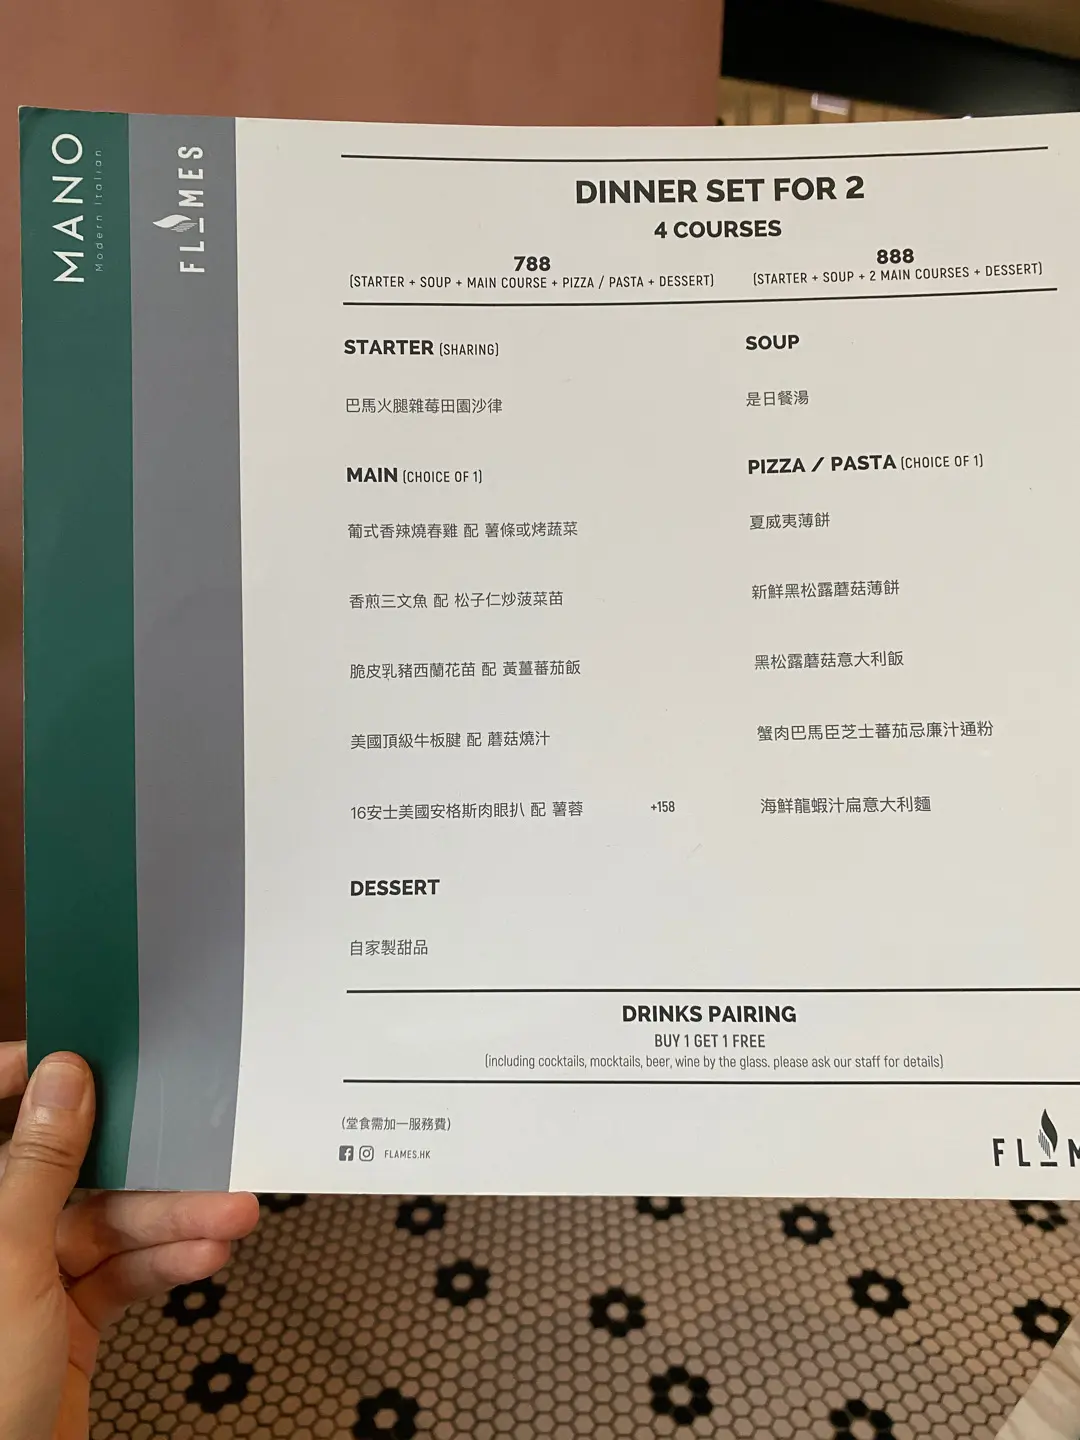 MANO
Modern Italian
FLAMES
DINNER SET FOR 2
4 COURSES
788
(STARTER + SOUP + MAIN COURSE + PIZZA / PASTA + DESSERT)
888
(STARTER + SOUP + 2 MAIN COURSES + DESSERT)
STARTER (SHARING)
巴馬火腿雜莓田園沙律
SOUP
是日餐湯
MAIN (CHOICE OF 1)
葡式香辣燒春雞 配 薯條或烤蔬菜
香煎三文魚 配 松子仁炒菠菜苗
脆皮乳豬西蘭花苗 配 黃薑蕃茄飯
美國頂級牛板腱 配 蘑菇燒汁
16安士美國安格斯肉眼扒 配 薯蓉 +158
PIZZA / PASTA (CHOICE OF 1)
夏威夷薄餅
新鮮黑松露蘑菇薄餅
黑松露蘑菇意大利飯
蟹肉巴馬臣芝士蕃茄忌廉汁通粉
海鮮龍蝦汁扁意大利麵
DESSERT
自家製甜品
DRINKS PAIRING
BUY 1 GET 1 FREE
(including cocktails, mocktails, beer, wine by the glass. please ask our staff for details)
(堂食需加一服務費)
FLAMES.HK
FLAM